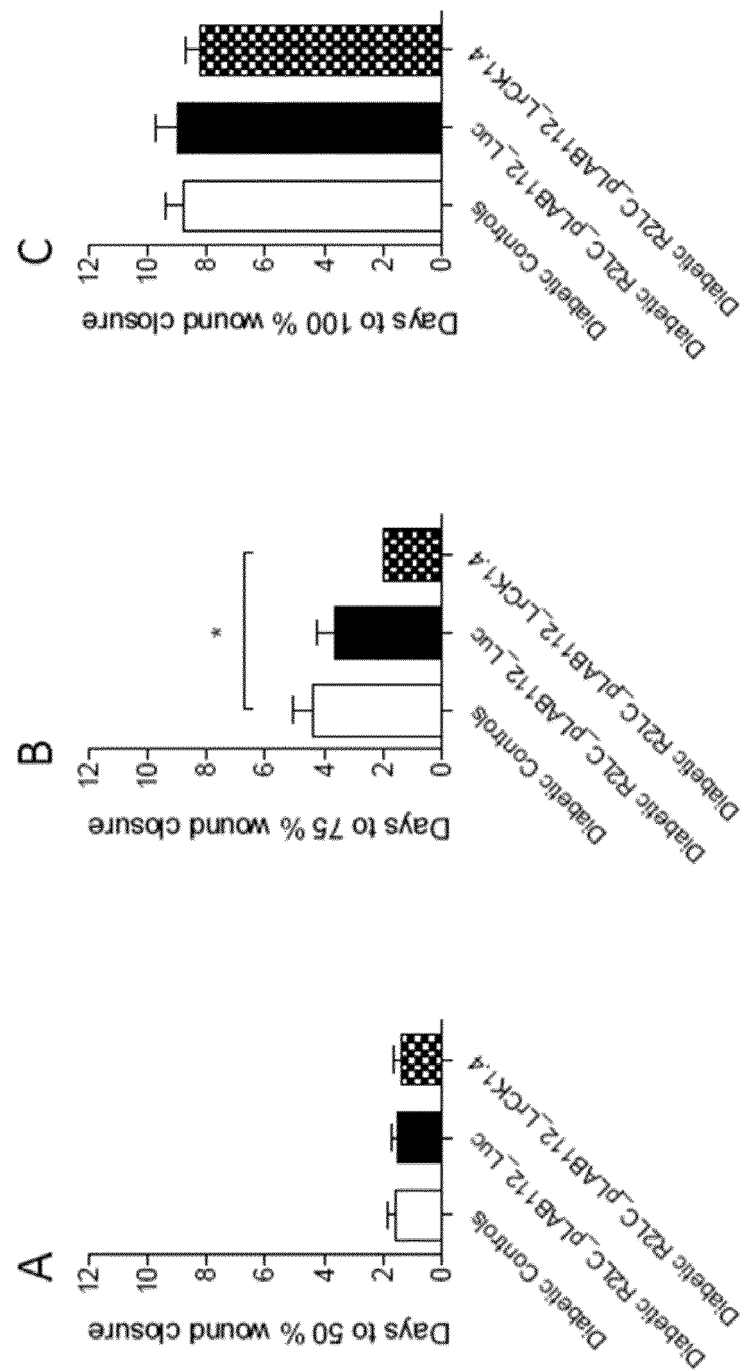 A
Days to 50 % wound closure
12
10
8
6
4
2
0
Diabetic Controls
Diabetic R2LC_pLAB112_Luc
Diabetic R2LC_pLAB112_LrCK1.4
B
Days to 75 % wound closure
12
10
8
6
4
2
0
*
Diabetic Controls
Diabetic R2LC_pLAB112_Luc
Diabetic R2LC_pLAB112_LrCK1.4
C
Days to 100 % wound closure
12
10
8
6
4
2
0
Diabetic Controls
Diabetic R2LC_pLAB112_Luc
Diabetic R2LC_pLAB112_LrCK1.4